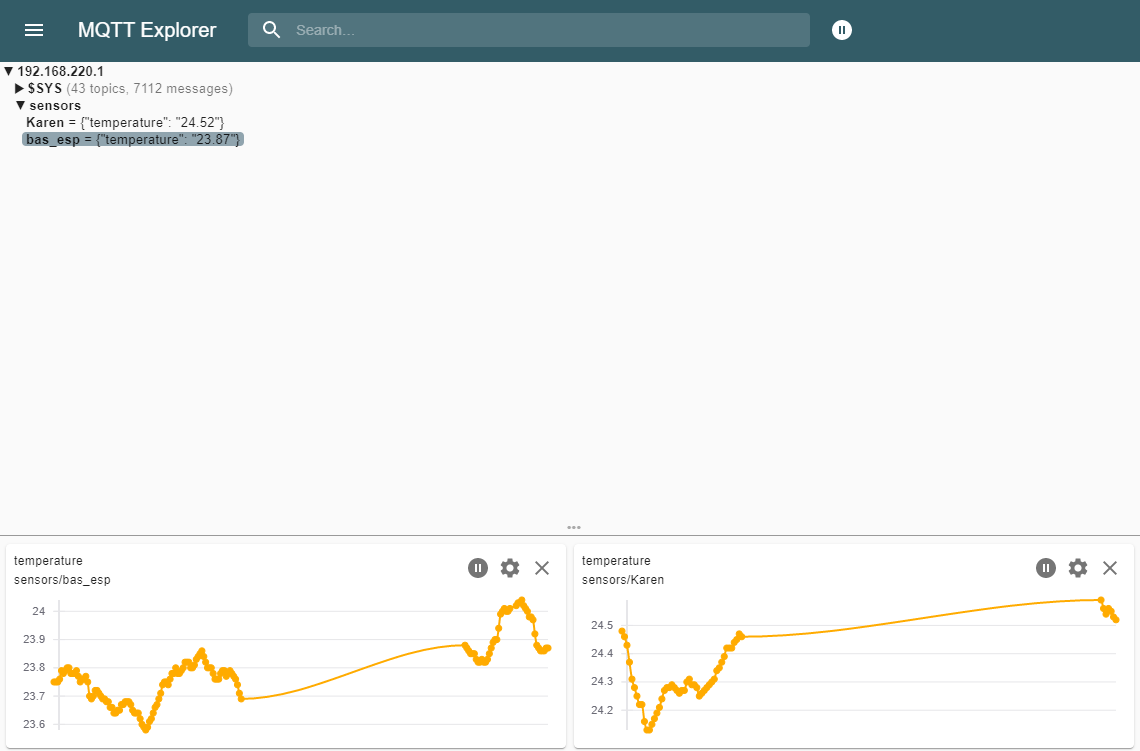 MQTT Explorer Search...
▼ 192.168.220.1
▶ $SYS (43 topics, 7112 messages)
▼ sensors
Karen = {"temperature": "24.52"}
bas_esp = {"temperature": "23.87"}
temperature
sensors/bas_esp
24
23.9
23.8
23.7
23.6
temperature
sensors/Karen
24.5
24.4
24.3
24.2